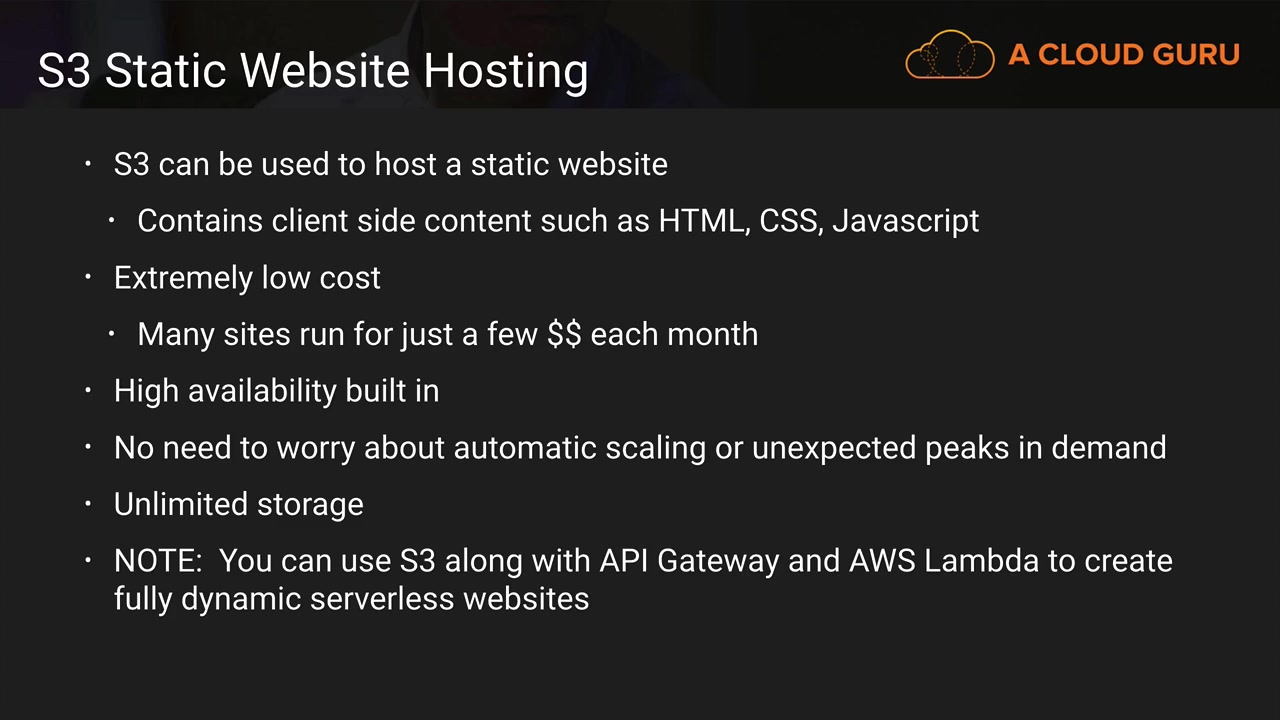 S3 Static Website Hosting
A CLOUD GURU
• S3 can be used to host a static website
• Contains client side content such as HTML, CSS, Javascript
• Extremely low cost
• Many sites run for just a few $$ each month
• High availability built in
• No need to worry about automatic scaling or unexpected peaks in demand
• Unlimited storage
• NOTE:  You can use S3 along with API Gateway and AWS Lambda to create
fully dynamic serverless websites